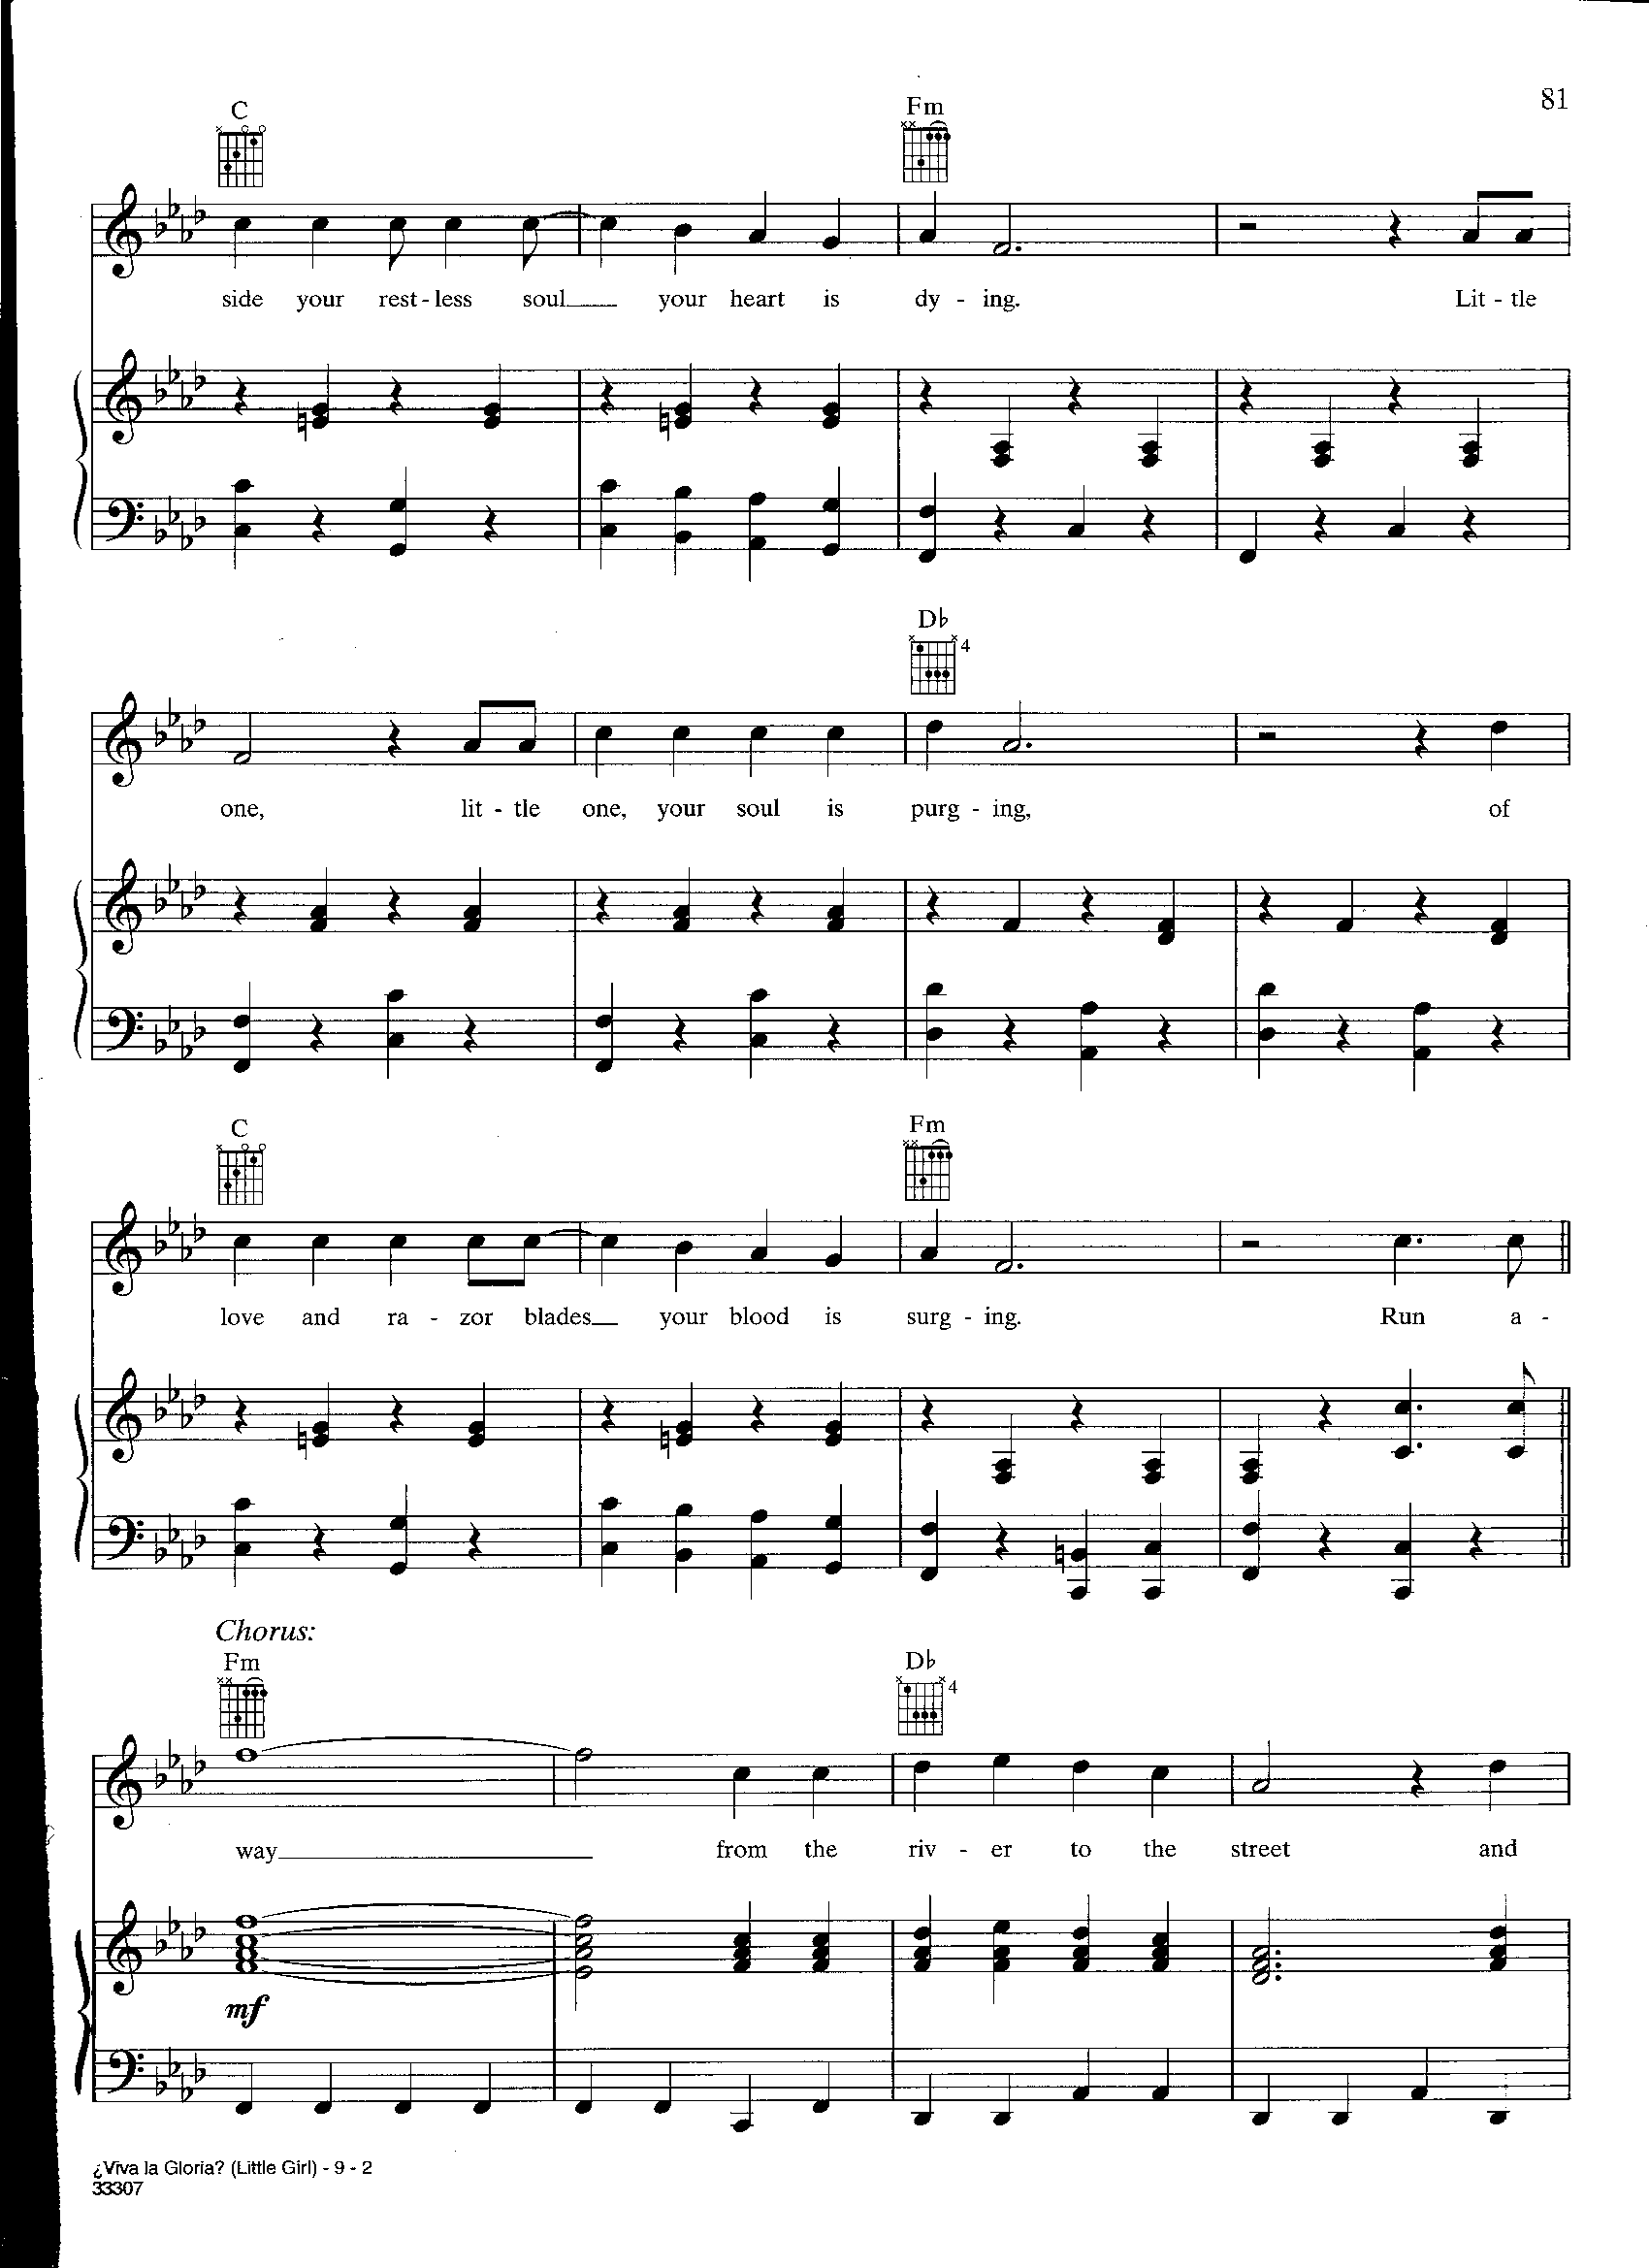 81
C Fm
side your rest - less soul your heart is dy - ing. Lit - tle
Db
4
one, lit - tle one, your soul is purg - ing, of
C Fm
love and ra - zor blades your blood is surg - ing. Run a -
Chorus:
Fm D♭
4
way from the riv - er to the street and
mf
¿Viva la Gloria? (Little Girl) - 9 - 2
33307